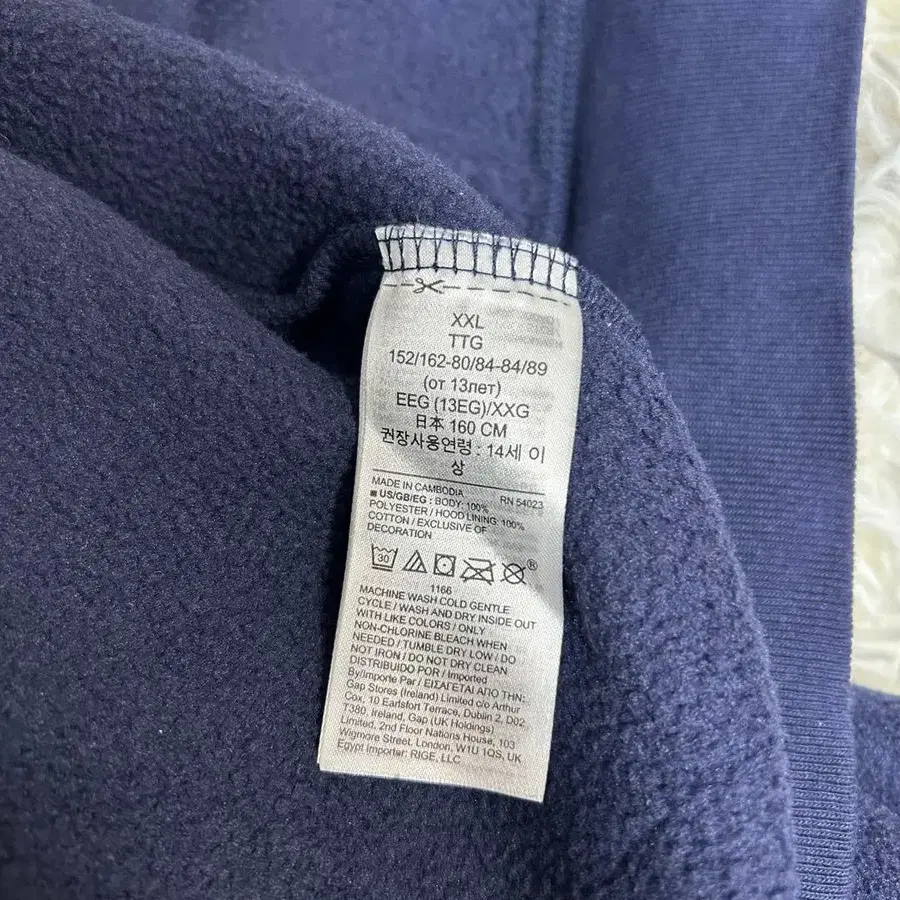 XXL
TTG
152/162-80/84-84/89
(от 13лет)
EEG (13EG)/XXG
日本 160 CM
권장사용연령 : 14세 이
상
MADE IN CAMBODIA RN 54023
■ US/GB/EG : BODY: 100%
POLYESTER / HOOD LINING: 100%
COTTON / EXCLUSIVE OF
DECORATION
30 ®
1166
MACHINE WASH COLD GENTLE
CYCLE / WASH AND DRY INSIDE OUT
WITH LIKE COLORS / ONLY
NON-CHLORINE BLEACH WHEN
NEEDED / TUMBLE DRY LOW / DO
NOT IRON / DO NOT DRY CLEAN
DISTRIBUIDO POR / Imported
By/Importe Par / ΕΙΣΑΓΕΤΑΙ ΑΠΟ ΤΗΝ:
Gap Stores (Ireland) Limited c/o Arthur
Cox, 10 Earlsfort Terrace, Dublin 2, D02
T380, Ireland, Gap (UK Holdings)
Limited, 2nd Floor Nations House, 103
Wigmore Street, London, W1U 1QS, UK
Egypt Importer: RIGE, LLC